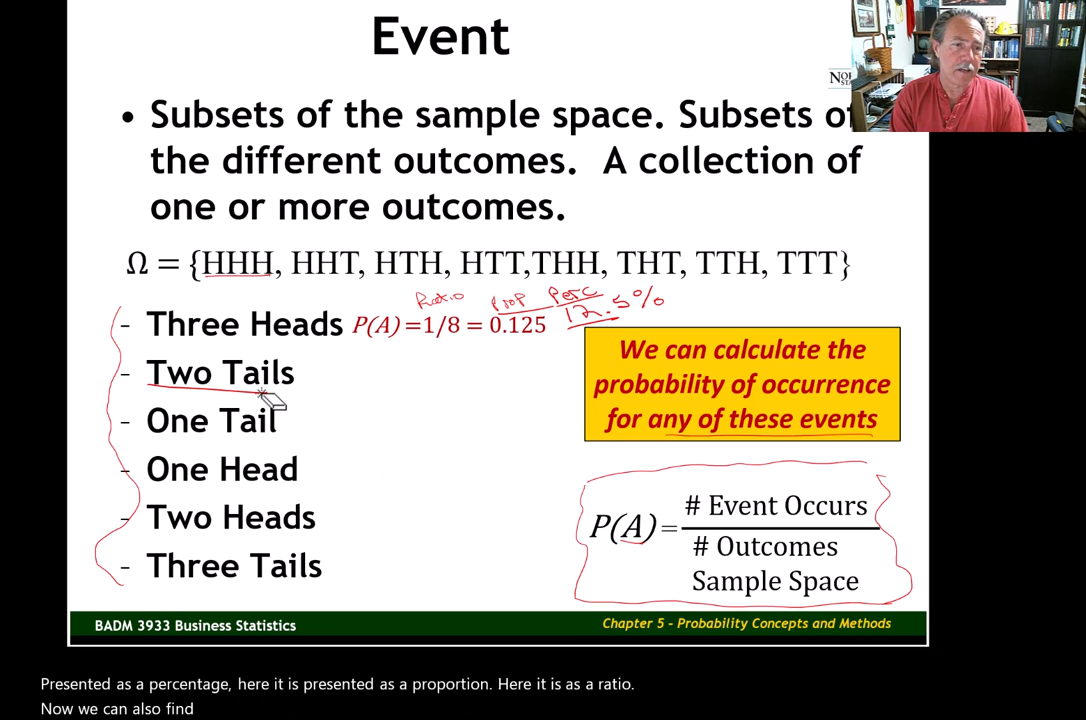 Event
• Subsets of the sample space. Subsets of
the different outcomes. A collection of
one or more outcomes.
Ω = {HHH, HHT, HTH, HTT,THH, THT, TTH, TTT}
Ratio Prop Perc
- Three Heads P(A) =1/8 = 0.125 12.5%
- Two Tails
- One Tail
- One Head
- Two Heads
- Three Tails
We can calculate the
probability of occurrence
for any of these events
P(A)= # Event Occurs
# Outcomes
Sample Space
BADM 3933 Business Statistics
Chapter 5 – Probability Concepts and Methods
Presented as a percentage, here it is presented as a proportion. Here it is as a ratio.
Now we can also find